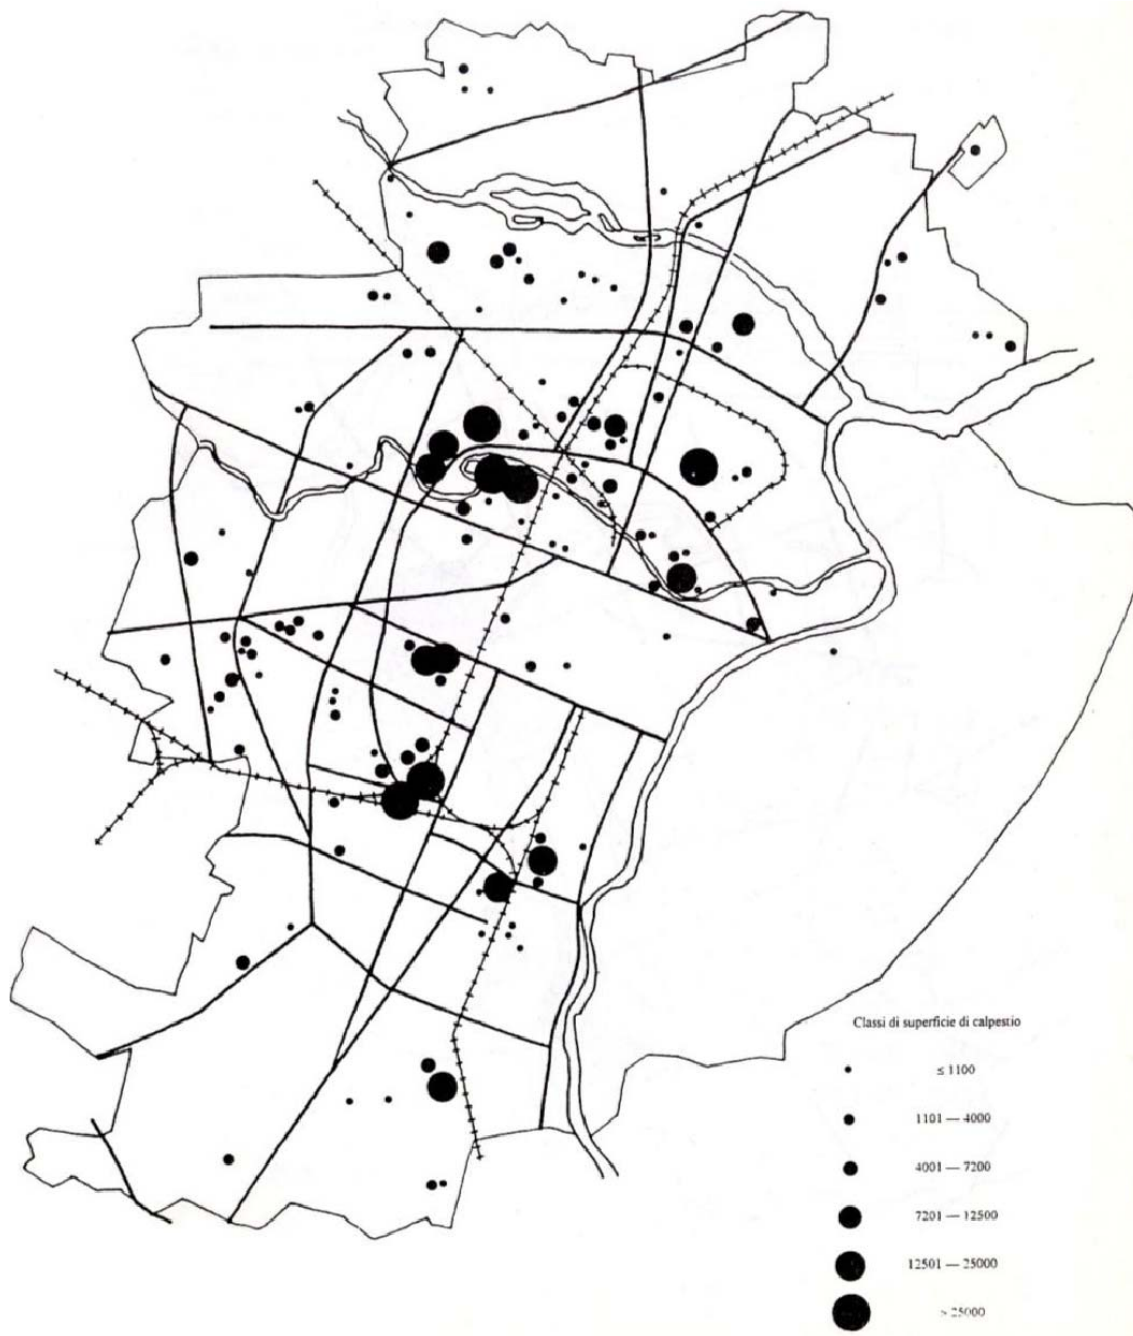 Classi di superficie di calpestio
≤ 1100
1101 — 4000
4001 — 7200
7201 — 12500
12501 — 25000
> 25000